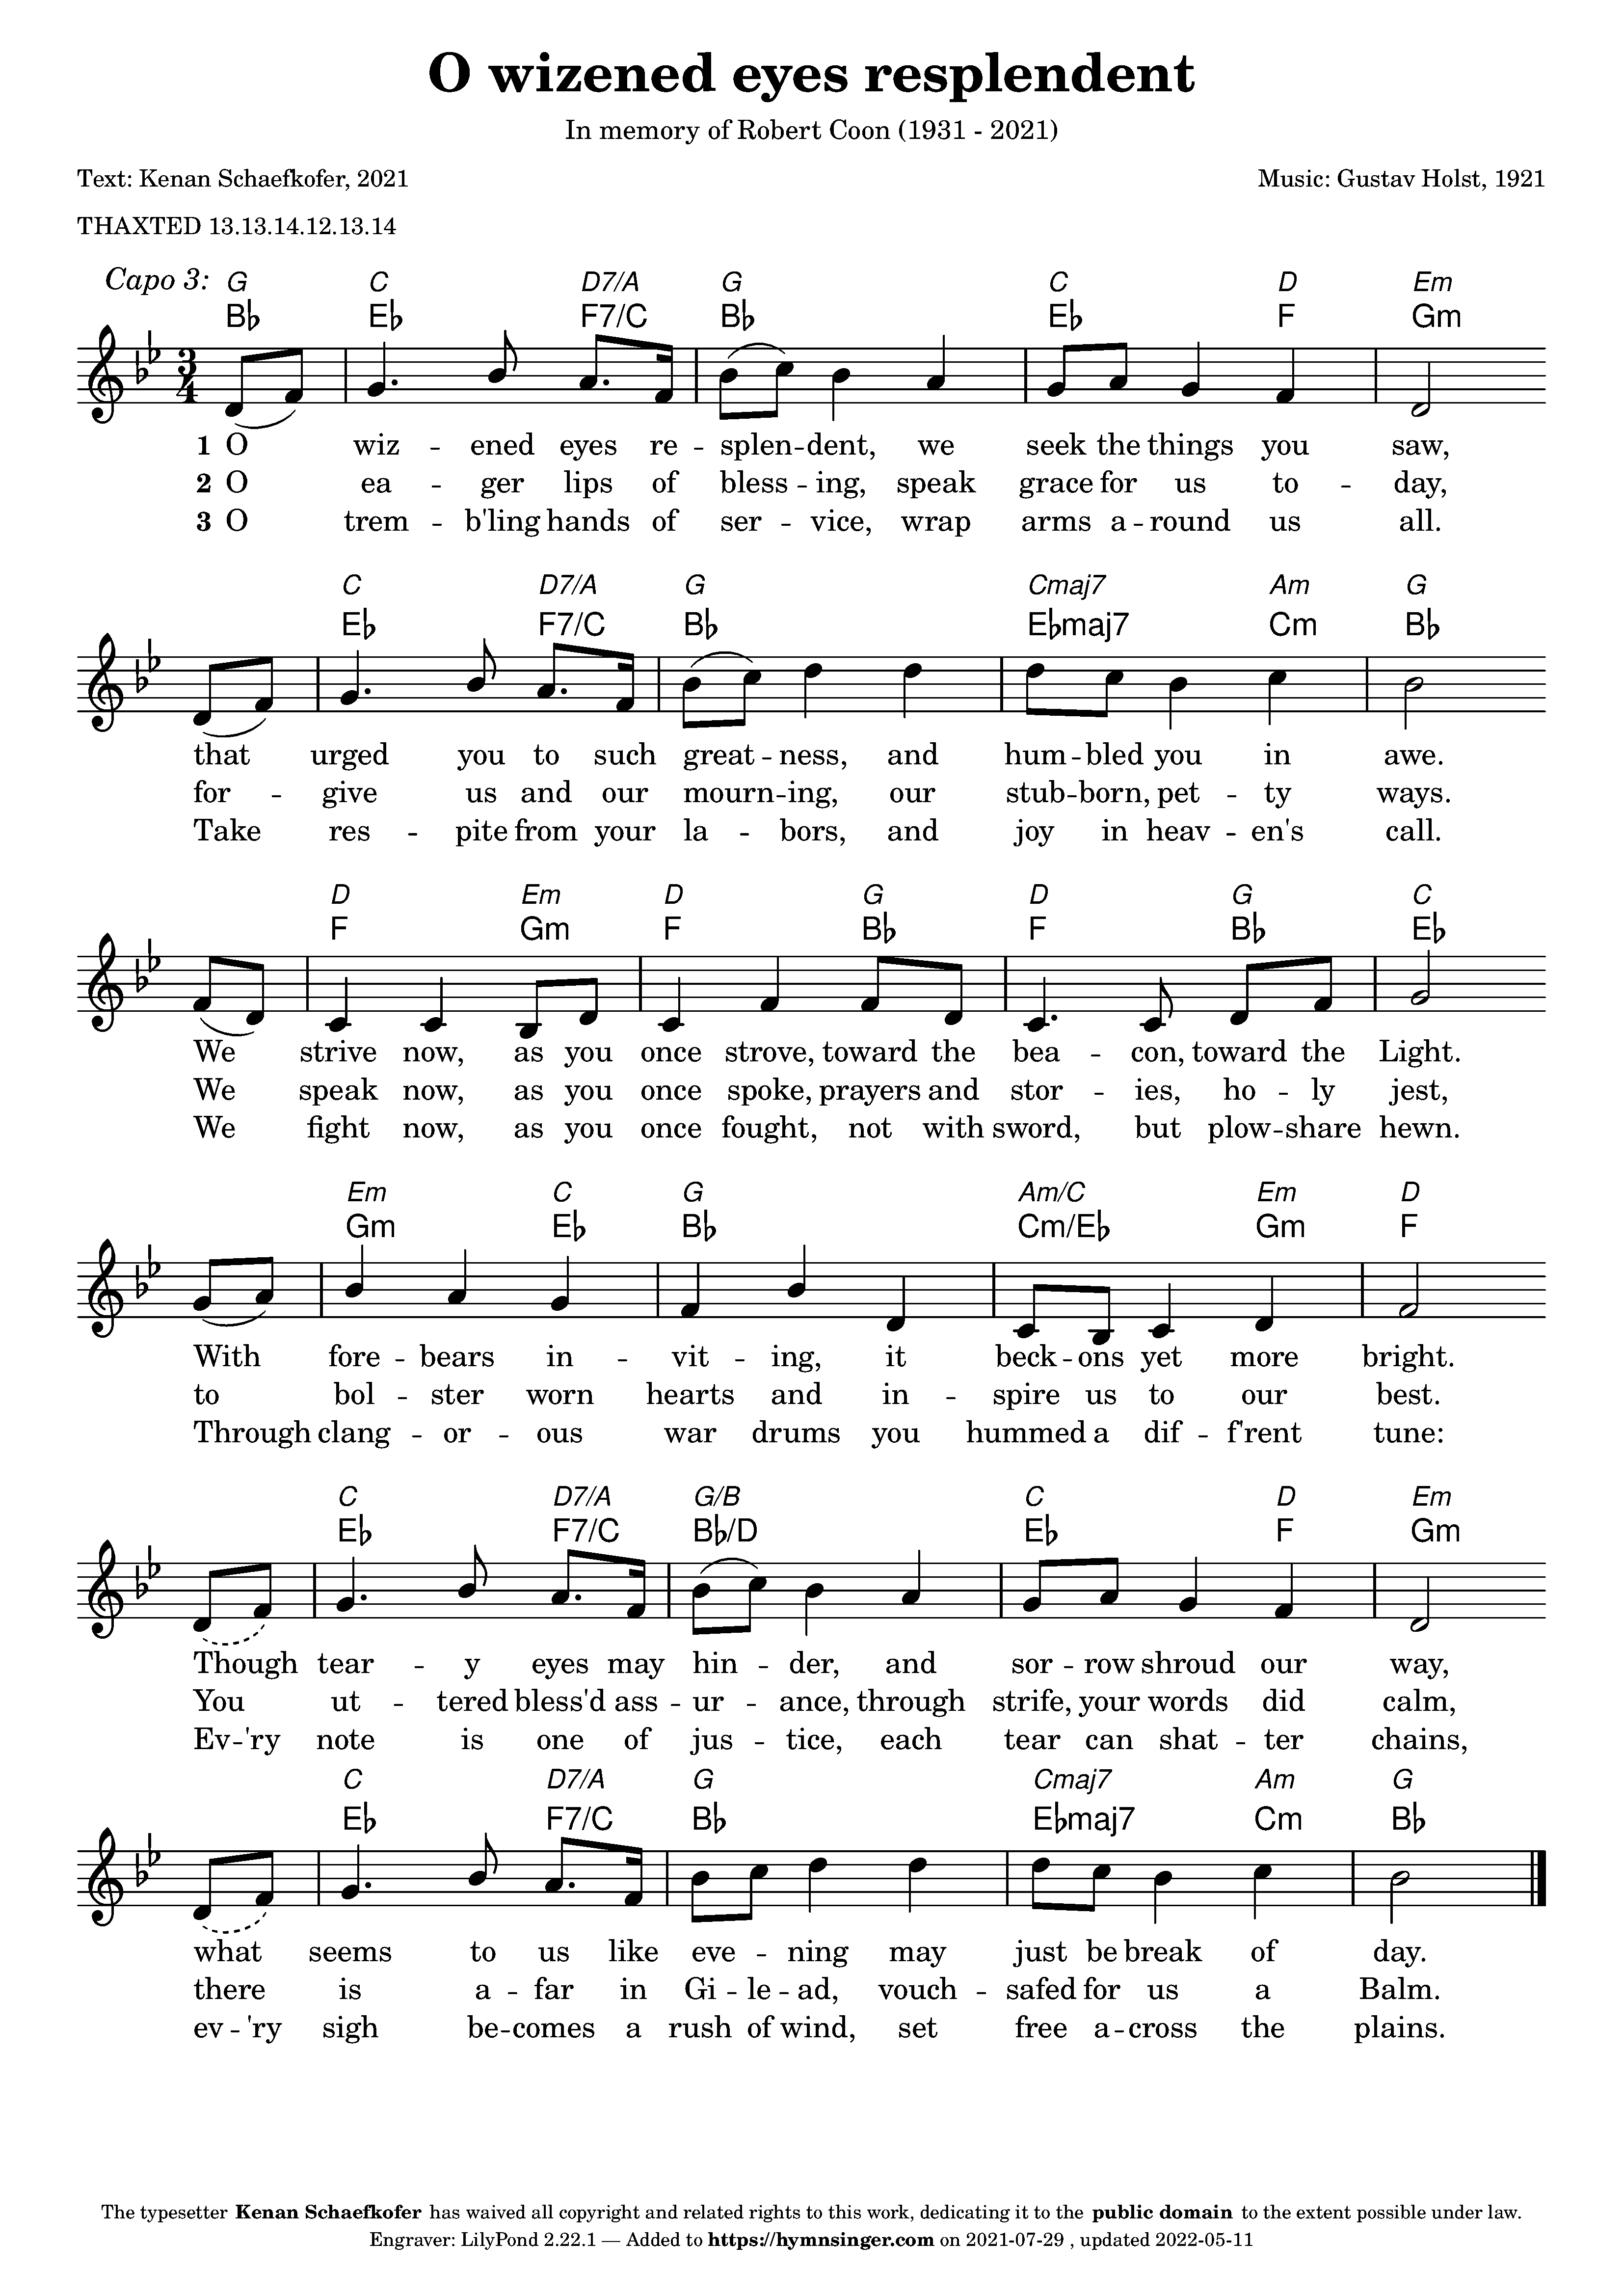 O wizened eyes resplendent
In memory of Robert Coon (1931 - 2021)
Text: Kenan Schaefkofer, 2021 Music: Gustav Holst, 1921
THAXTED 13.13.14.12.13.14
Capo 3: G C D7/A G C D Em
B♭ E♭ F7/C B♭ E♭ F Gm
3
4
1 O wiz -- ened eyes re -- splen -- dent, we seek the things you saw,
2 O ea -- ger lips of bless -- ing, speak grace for us to -- day,
3 O trem -- b'ling hands of ser -- vice, wrap arms a -- round us all.
C D7/A G Cmaj7 Am G
E♭ F7/C B♭ E♭maj7 Cm B♭
that urged you to such great -- ness, and hum -- bled you in awe.
for -- give us and our mourn -- ing, our stub -- born, pet -- ty ways.
Take res -- pite from your la -- bors, and joy in heav -- en's call.
D Em D G D G C
F Gm F B♭ F B♭ E♭
We strive now, as you once strove, toward the bea -- con, toward the Light.
We speak now, as you once spoke, prayers and stor -- ies, ho -- ly jest,
We fight now, as you once fought, not with sword, but plow -- share hewn.
Em C G Am/C Em D
Gm E♭ B♭ Cm/E♭ Gm F
With fore -- bears in -- vit -- ing, it beck -- ons yet more bright.
to bol -- ster worn hearts and in -- spire us to our best.
Through clang -- or -- ous war drums you hummed a dif -- f'rent tune:
C D7/A G/B C D Em
E♭ F7/C B♭/D E♭ F Gm
Though tear -- y eyes may hin -- der, and sor -- row shroud our way,
You ut -- tered bless'd ass -- ur -- ance, through strife, your words did calm,
Ev -- 'ry note is one of jus -- tice, each tear can shat -- ter chains,
C D7/A G Cmaj7 Am G
E♭ F7/C B♭ E♭maj7 Cm B♭
what seems to us like eve -- ning may just be break of day.
there is a -- far in Gi -- le -- ad, vouch -- safed for us a Balm.
ev -- 'ry sigh be -- comes a rush of wind, set free a -- cross the plains.
The typesetter Kenan Schaefkofer has waived all copyright and related rights to this work, dedicating it to the public domain to the extent possible under law.
Engraver: LilyPond 2.22.1 — Added to https://hymnsinger.com on 2021-07-29 , updated 2022-05-11